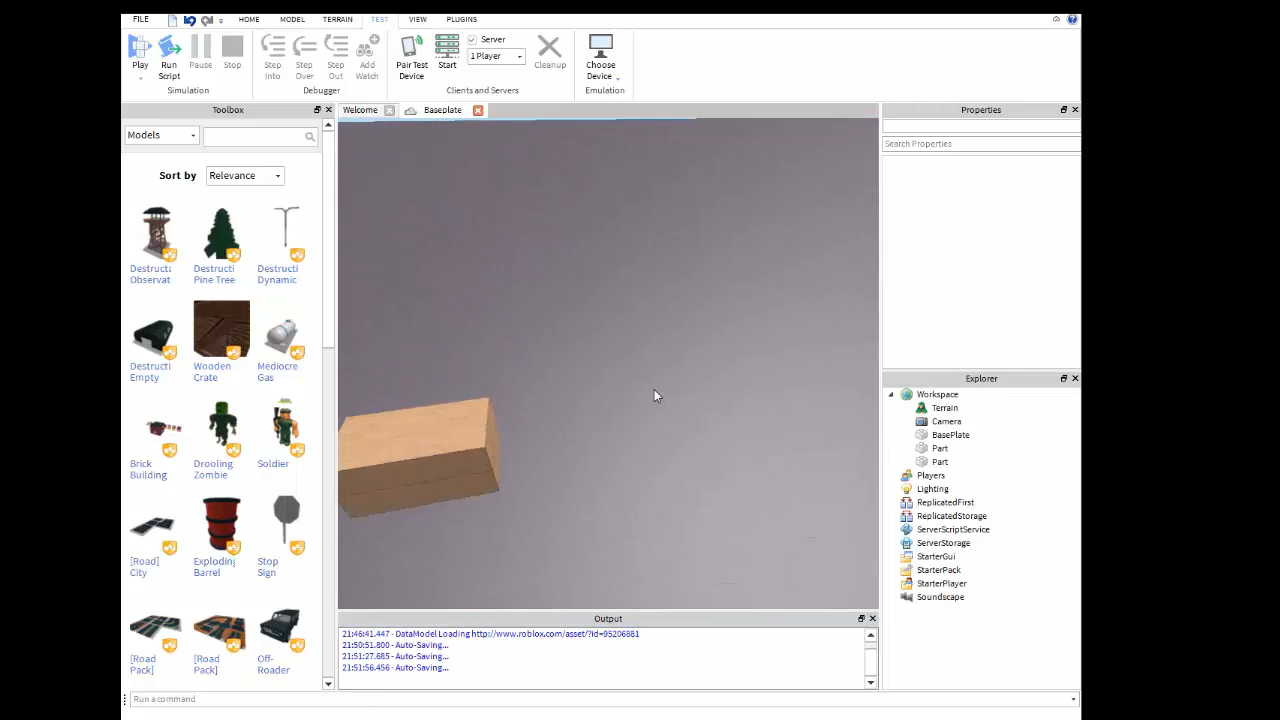 FILE HOME MODEL TERRAIN TEST VIEW PLUGINS
Play Run Script Pause Stop Step Into Step Over Step Out Add Watch Pair Test Device Start Server 1 Player Cleanup Choose Device
Simulation Debugger Clients and Servers Emulation
Toolbox
Welcome Baseplate
Properties
Models
Search Properties
Sort by Relevance
Destructi Observat
Destructi Pine Tree
Destructi Dynamic
Destructi Empty
Wooden Crate
Mediocre Gas
Brick Building
Drooling Zombie
Soldier
[Road] City
Exploding Barrel
Stop Sign
[Road Pack]
[Road Pack]
Off-Roader
Explorer
Workspace
Terrain
Camera
BasePlate
Part
Part
Players
Lighting
ReplicatedFirst
ReplicatedStorage
ServerScriptService
ServerStorage
StarterGui
StarterPack
StarterPlayer
Soundscape
Output
21:46:41.447 - DataModel Loading http://www.roblox.com/asset/?id=95206881
21:50:51.800 - Auto-Saving...
21:51:27.685 - Auto-Saving...
21:51:56.456 - Auto-Saving...
Run a command